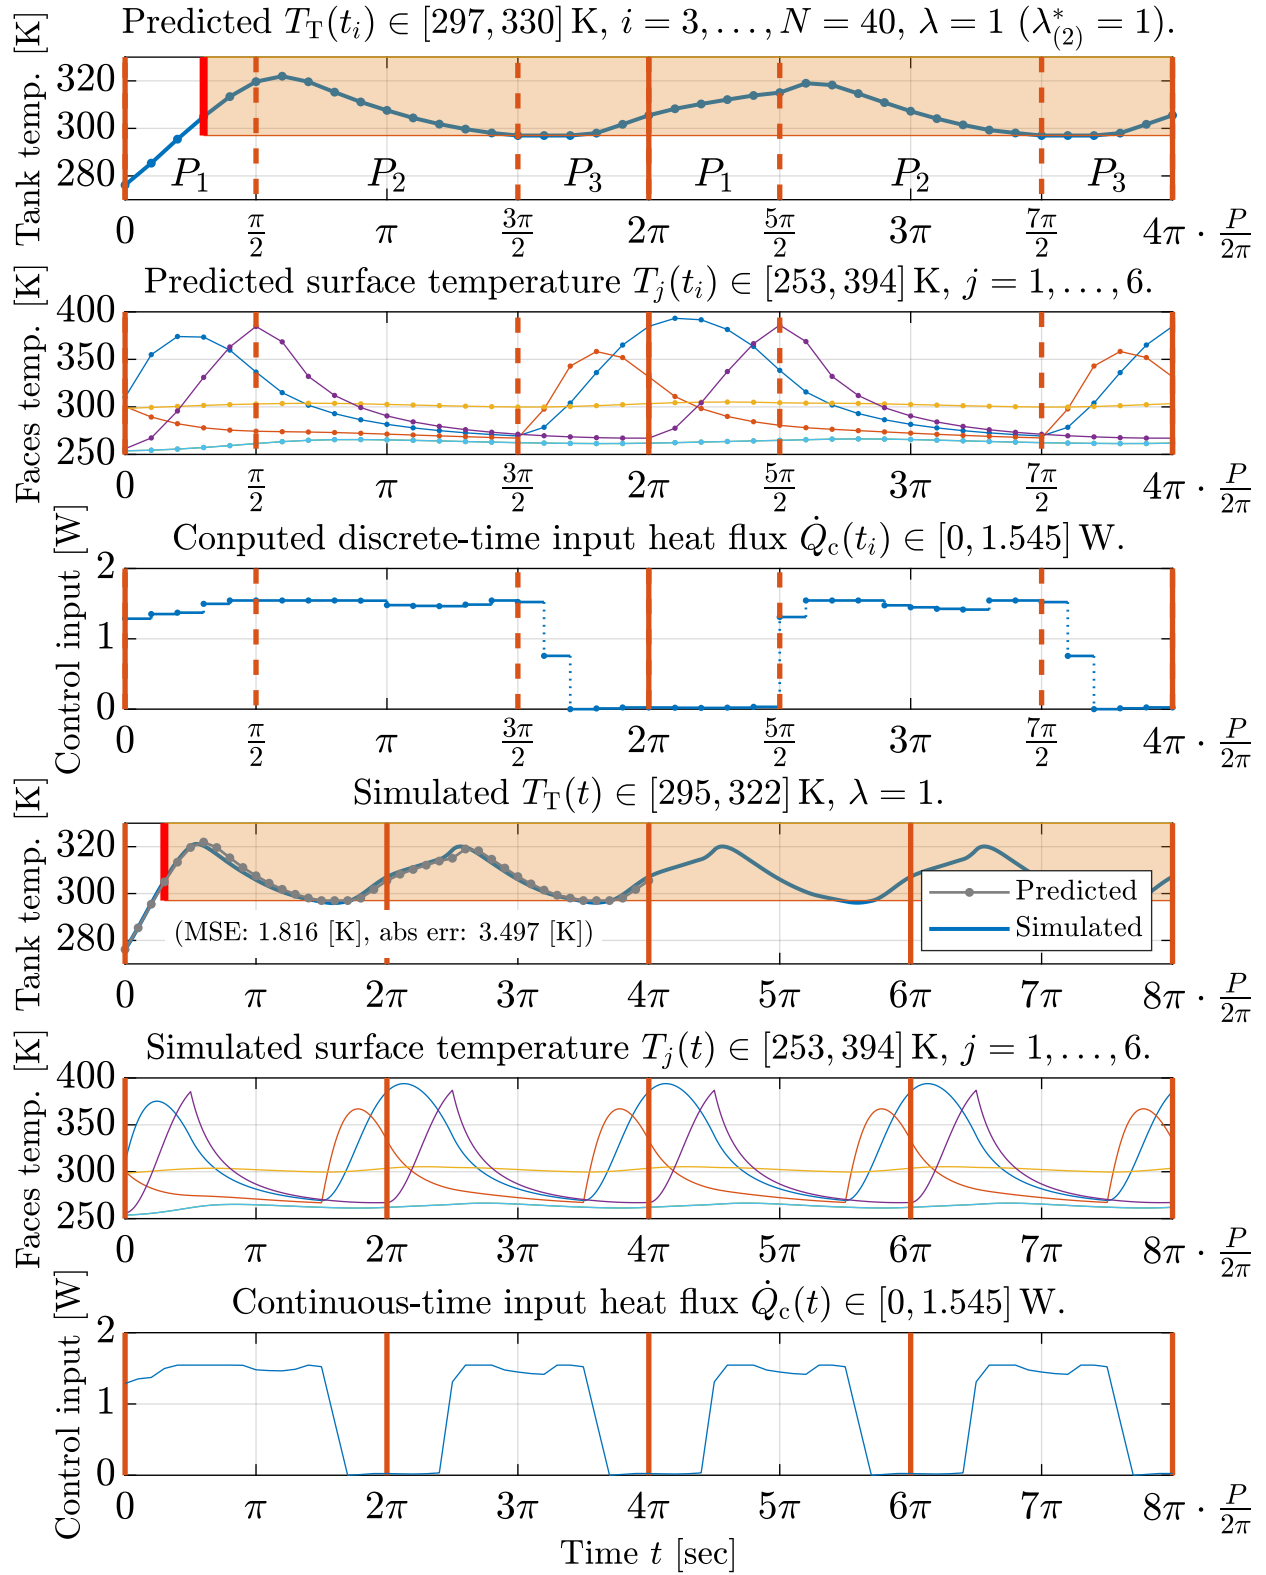 Predicted T_T(t_i) ∈ [297, 330] K, i = 3, …, N = 40, λ = 1 (λ*_(2) = 1).
Tank temp. [K]
320
300
280
P_1 P_2 P_3 P_1 P_2 P_3
0 π/2 π 3π/2 2π 5π/2 3π 7π/2 4π · P/2π
Predicted surface temperature T_j(t_i) ∈ [253, 394] K, j = 1, …, 6.
Faces temp. [K]
400
350
300
250
0 π/2 π 3π/2 2π 5π/2 3π 7π/2 4π · P/2π
Conputed discrete-time input heat flux Q̇_c(t_i) ∈ [0, 1.545] W.
Control input [W]
2
1
0
0 π/2 π 3π/2 2π 5π/2 3π 7π/2 4π · P/2π
Simulated T_T(t) ∈ [295, 322] K, λ = 1.
Tank temp. [K]
320
300
280
(MSE: 1.816 [K], abs err: 3.497 [K])
Predicted
Simulated
0 π 2π 3π 4π 5π 6π 7π 8π · P/2π
Simulated surface temperature T_j(t) ∈ [253, 394] K, j = 1, …, 6.
Faces temp. [K]
400
350
300
250
0 π 2π 3π 4π 5π 6π 7π 8π · P/2π
Continuous-time input heat flux Q̇_c(t) ∈ [0, 1.545] W.
Control input [W]
2
1
0
0 π 2π 3π 4π 5π 6π 7π 8π · P/2π
Time t [sec]